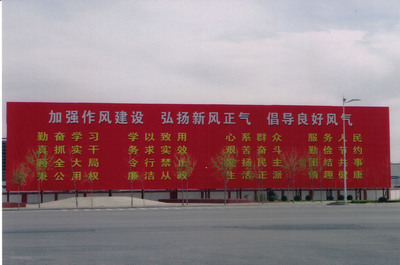 加强作风建设 弘扬新风正气 倡导良好风气
勤奋学习 学以致用 心系群众 服务人民
真抓实干 务求实效 艰苦奋斗 勤俭节约
顾全大局 令行禁止 发扬民主 团结共事
秉公用权 廉洁从政 生活正派 情趣健康